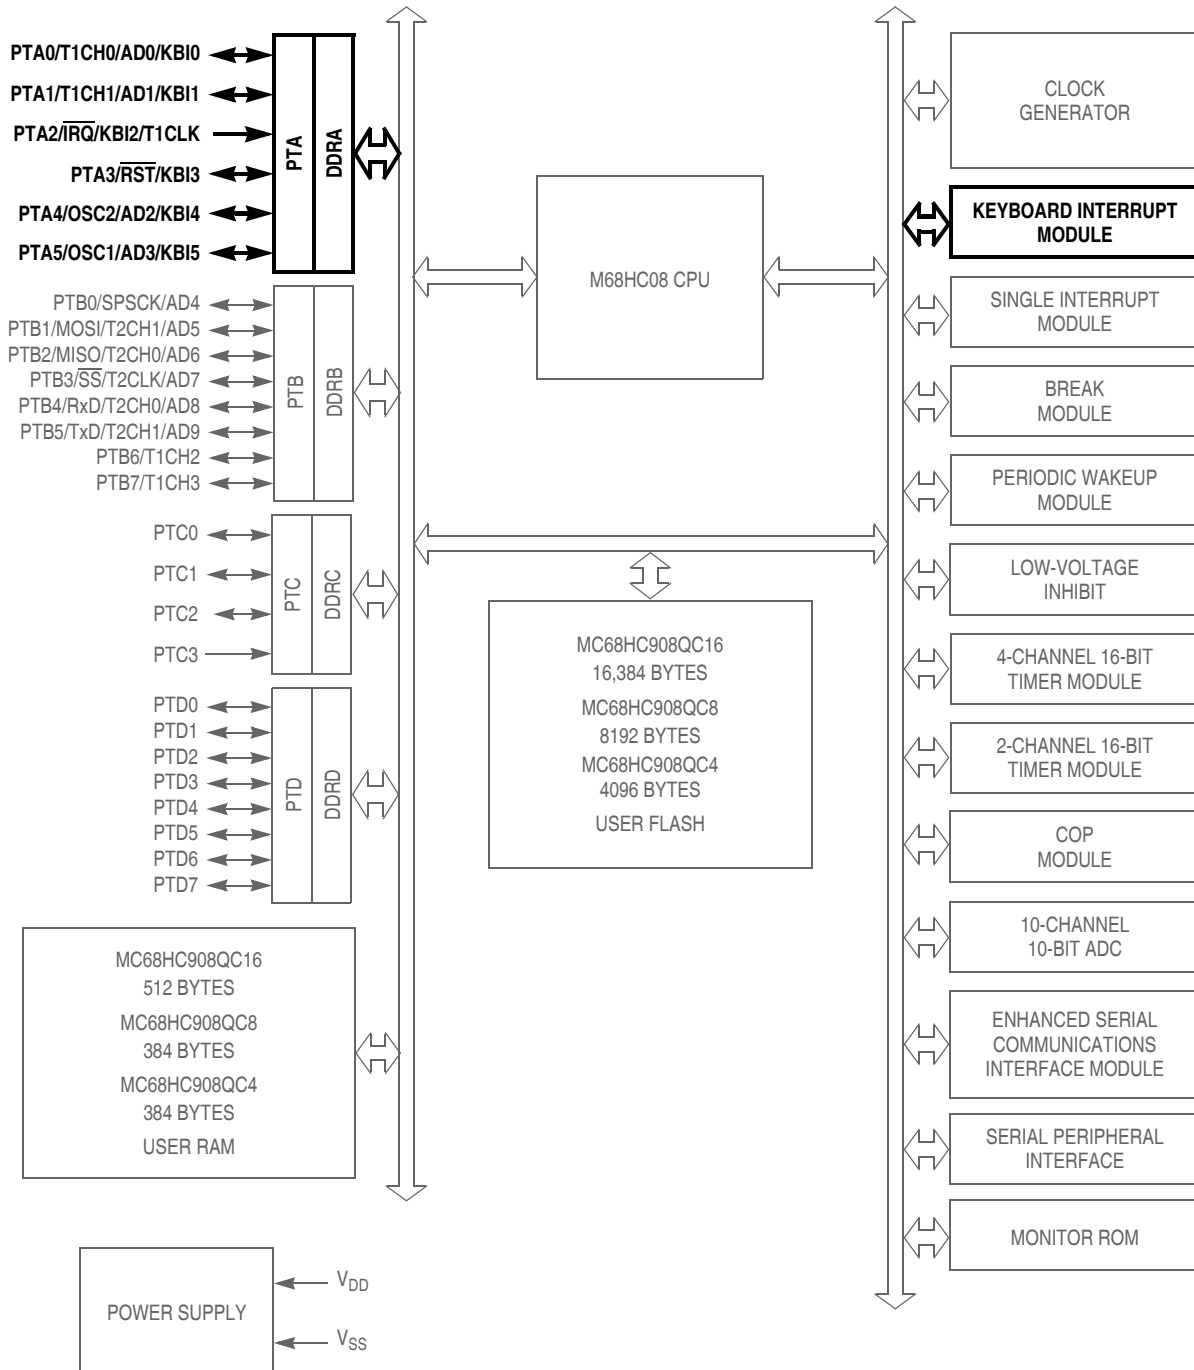 PTA0/T1CH0/AD0/KBI0
PTA1/T1CH1/AD1/KBI1
PTA2/IRQ/KBI2/T1CLK
PTA3/RST/KBI3
PTA4/OSC2/AD2/KBI4
PTA5/OSC1/AD3/KBI5
PTA
DDRA
PTB0/SPSCK/AD4
PTB1/MOSI/T2CH1/AD5
PTB2/MISO/T2CH0/AD6
PTB3/SS/T2CLK/AD7
PTB4/RxD/T2CH0/AD8
PTB5/TxD/T2CH1/AD9
PTB6/T1CH2
PTB7/T1CH3
PTB
DDRB
PTC0
PTC1
PTC2
PTC3
PTC
DDRC
PTD0
PTD1
PTD2
PTD3
PTD4
PTD5
PTD6
PTD7
PTD
DDRD
MC68HC908QC16
512 BYTES
MC68HC908QC8
384 BYTES
MC68HC908QC4
384 BYTES
USER RAM
POWER SUPPLY
VDD
VSS
M68HC08 CPU
MC68HC908QC16
16,384 BYTES
MC68HC908QC8
8192 BYTES
MC68HC908QC4
4096 BYTES
USER FLASH
CLOCK
GENERATOR
KEYBOARD INTERRUPT
MODULE
SINGLE INTERRUPT
MODULE
BREAK
MODULE
PERIODIC WAKEUP
MODULE
LOW-VOLTAGE
INHIBIT
4-CHANNEL 16-BIT
TIMER MODULE
2-CHANNEL 16-BIT
TIMER MODULE
COP
MODULE
10-CHANNEL
10-BIT ADC
ENHANCED SERIAL
COMMUNICATIONS
INTERFACE MODULE
SERIAL PERIPHERAL
INTERFACE
MONITOR ROM